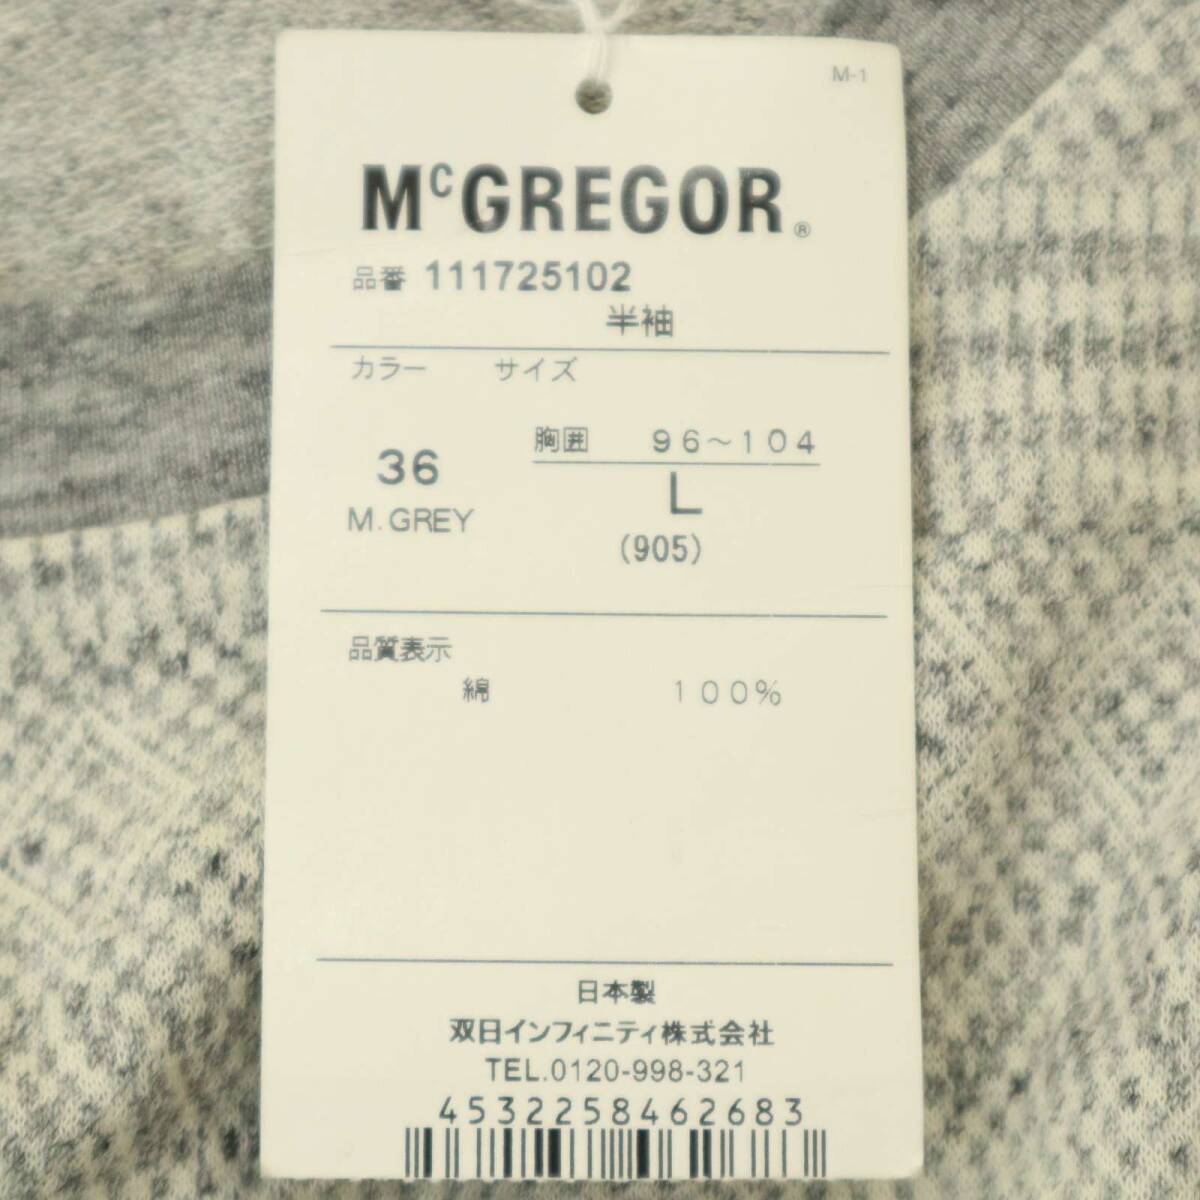 M-1
McGREGOR®
品番 111725102
半袖
カラー サイズ
胸囲 96～104
36
L
M.GREY
(905)
品質表示
綿 100%
日本製
双日インフィニティ株式会社
TEL.0120-998-321
4532258462683